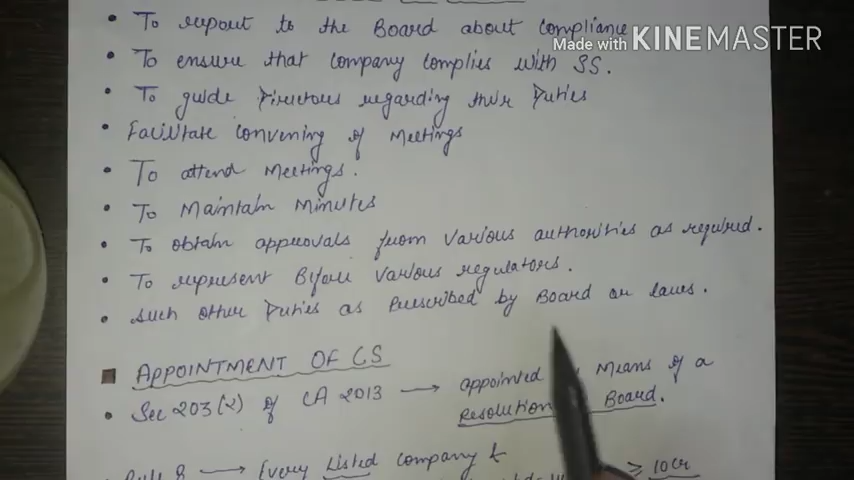 • To report to the Board about compliance
Made with KINEMASTER
• To ensure that company complies with SS.
• To guide Directors regarding their Duties
• Facilitate convening of Meetings
• To attend Meetings.
• To Maintain Minutes
• To obtain approvals from various authorities as required.
• To represent Before various regulators.
• Such other Duties as Prescribed by Board or laws.
APPOINTMENT OF CS
• Sec 203(2) of CA 2013 → appointed Means of a
Resolution Board.
Rule 8 → Every Listed company &
≥ 10cr